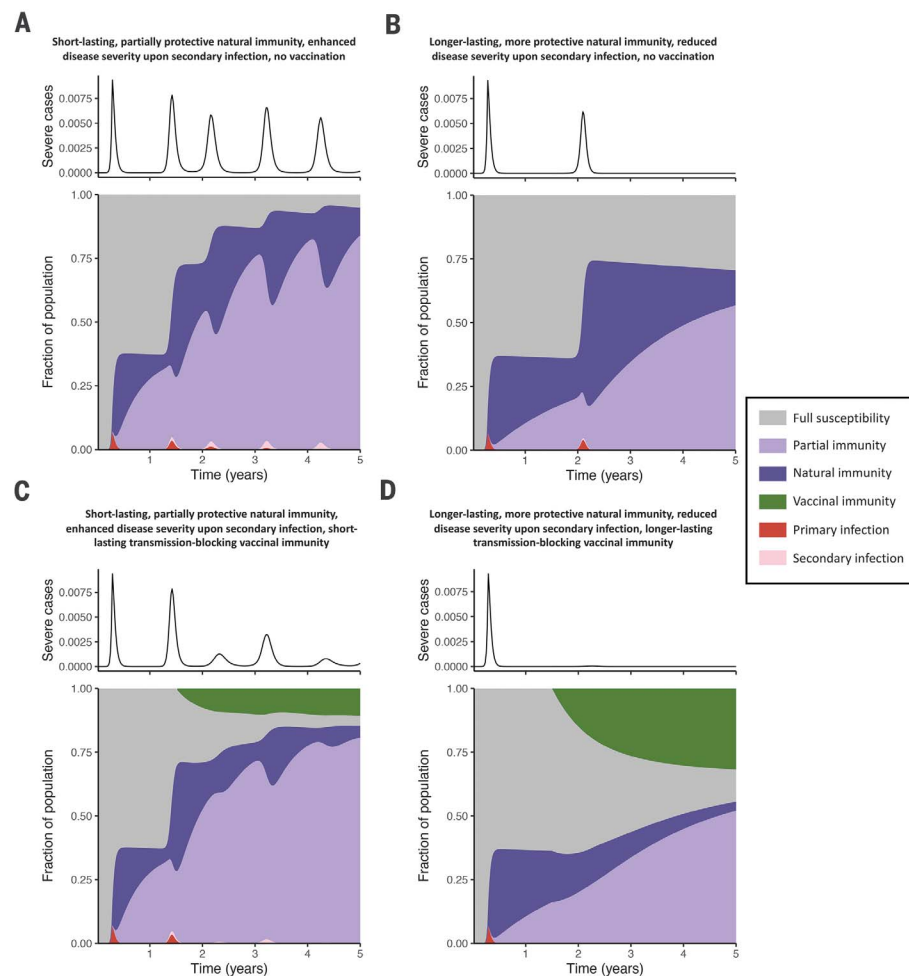 A
Short-lasting, partially protective natural immunity, enhanced
disease severity upon secondary infection, no vaccination
Severe cases
0.0075
0.0050
0.0025
0.0000
Fraction of population
1.00
0.75
0.50
0.25
0.00
1 2 3 4 5
Time (years)
B
Longer-lasting, more protective natural immunity, reduced
disease severity upon secondary infection, no vaccination
Severe cases
0.0075
0.0050
0.0025
0.0000
Fraction of population
1.00
0.75
0.50
0.25
0.00
1 2 3 4 5
Time (years)
Full susceptibility
Partial immunity
Natural immunity
Vaccinal immunity
Primary infection
Secondary infection
C
Short-lasting, partially protective natural immunity,
enhanced disease severity upon secondary infection, short-
lasting transmission-blocking vaccinal immunity
Severe cases
0.0075
0.0050
0.0025
0.0000
Fraction of population
1.00
0.75
0.50
0.25
0.00
1 2 3 4 5
Time (years)
D
Longer-lasting, more protective natural immunity, reduced
disease severity upon secondary infection, longer-lasting
transmission-blocking vaccinal immunity
Severe cases
0.0075
0.0050
0.0025
0.0000
Fraction of population
1.00
0.75
0.50
0.25
0.00
1 2 3 4 5
Time (years)